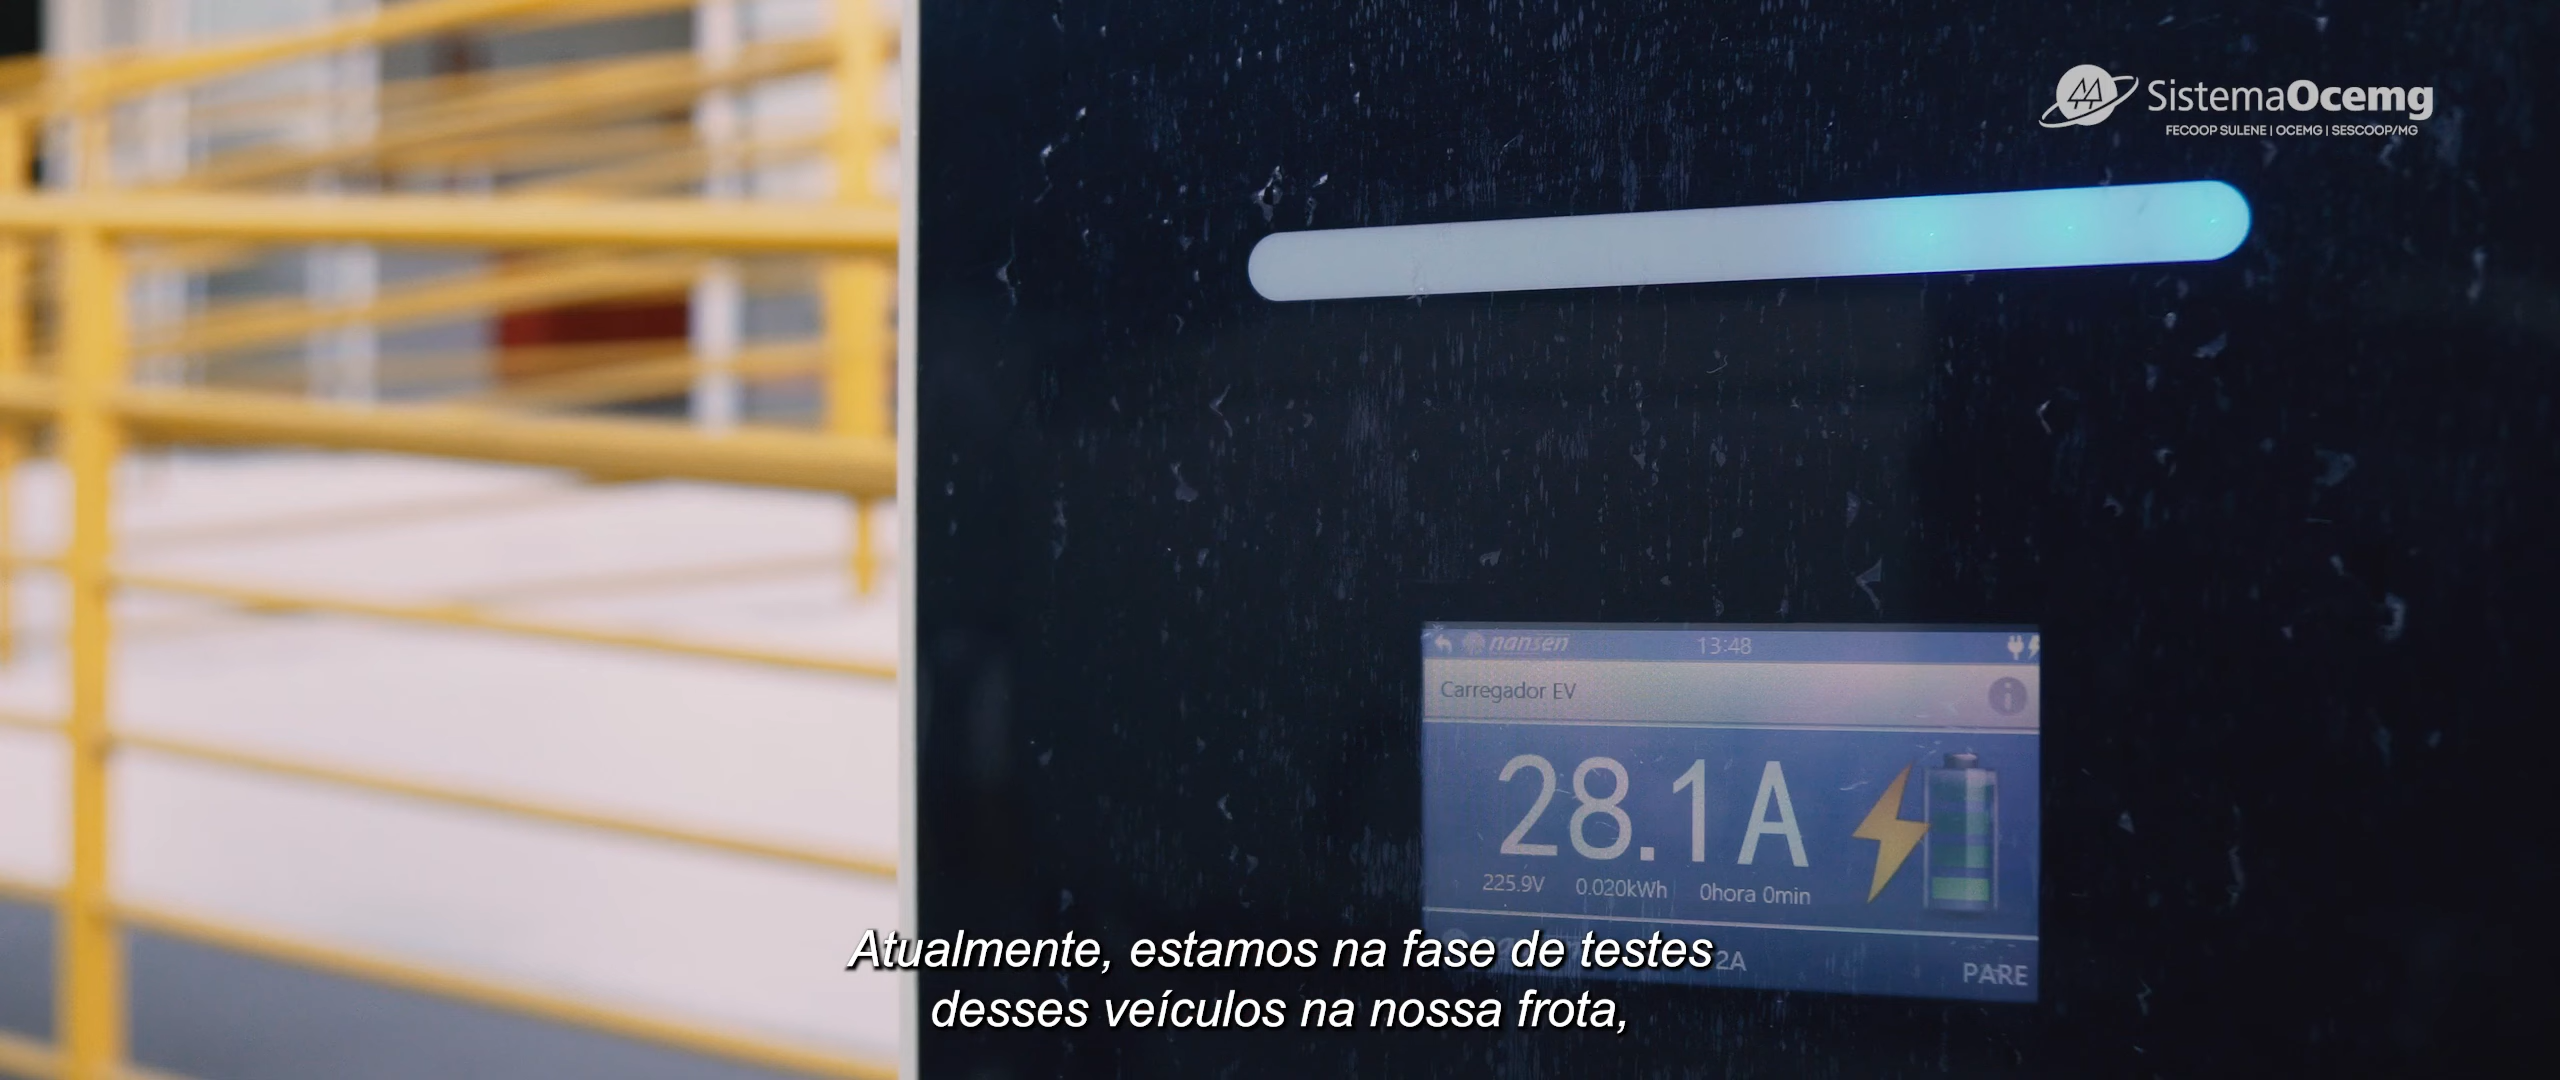 SistemaOcemg
FECOOP SULENE | OCEMG | SESCOOP/MG
nansen 13:48
Carregador EV
28.1A
225.9V 0.020kWh 0hora 0min
2A PARE
Atualmente, estamos na fase de testes
desses veículos na nossa frota,